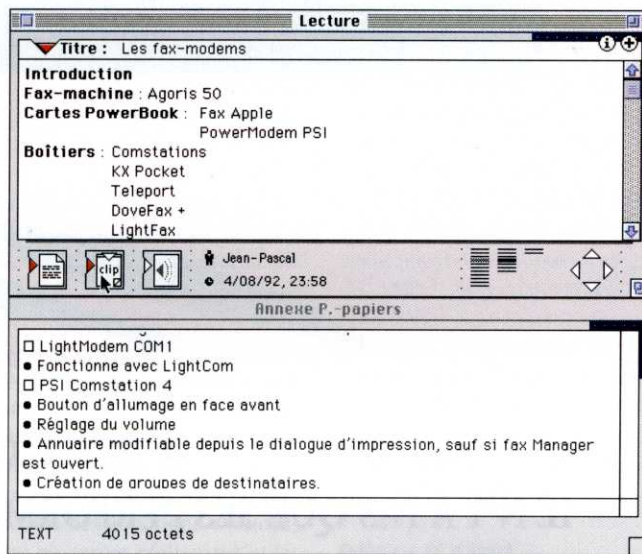 Lecture
Titre : Les fax-modems
Introduction
Fax-machine : Agoris 50
Cartes PowerBook : Fax Apple
PowerModem PSI
Boîtiers : Comstations
KX Pocket
Teleport
DoveFax +
LightFax
clip
Jean-Pascal
4/08/92, 23:58
Annexe P.-papiers
□ LightModem COM1
● Fonctionne avec LightCom
□ PSI Comstation 4
● Bouton d'allumage en face avant
● Réglage du volume
● Annuaire modifiable depuis le dialogue d'impression, sauf si fax Manager
est ouvert.
● Création de groupes de destinataires.
TEXT 4015 octets